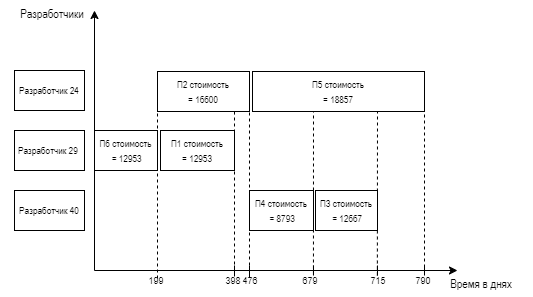 Разработчики
П2 стоимость
= 16600
П5 стоимость
= 18857
Разработчик 24
П6 стоимость
= 12953
П1 стоимость
= 12953
Разработчик 29
П4 стоимость
= 8793
П3 стоимость
= 12667
Разработчик 40
199 398 476 679 715 790
Время в днях